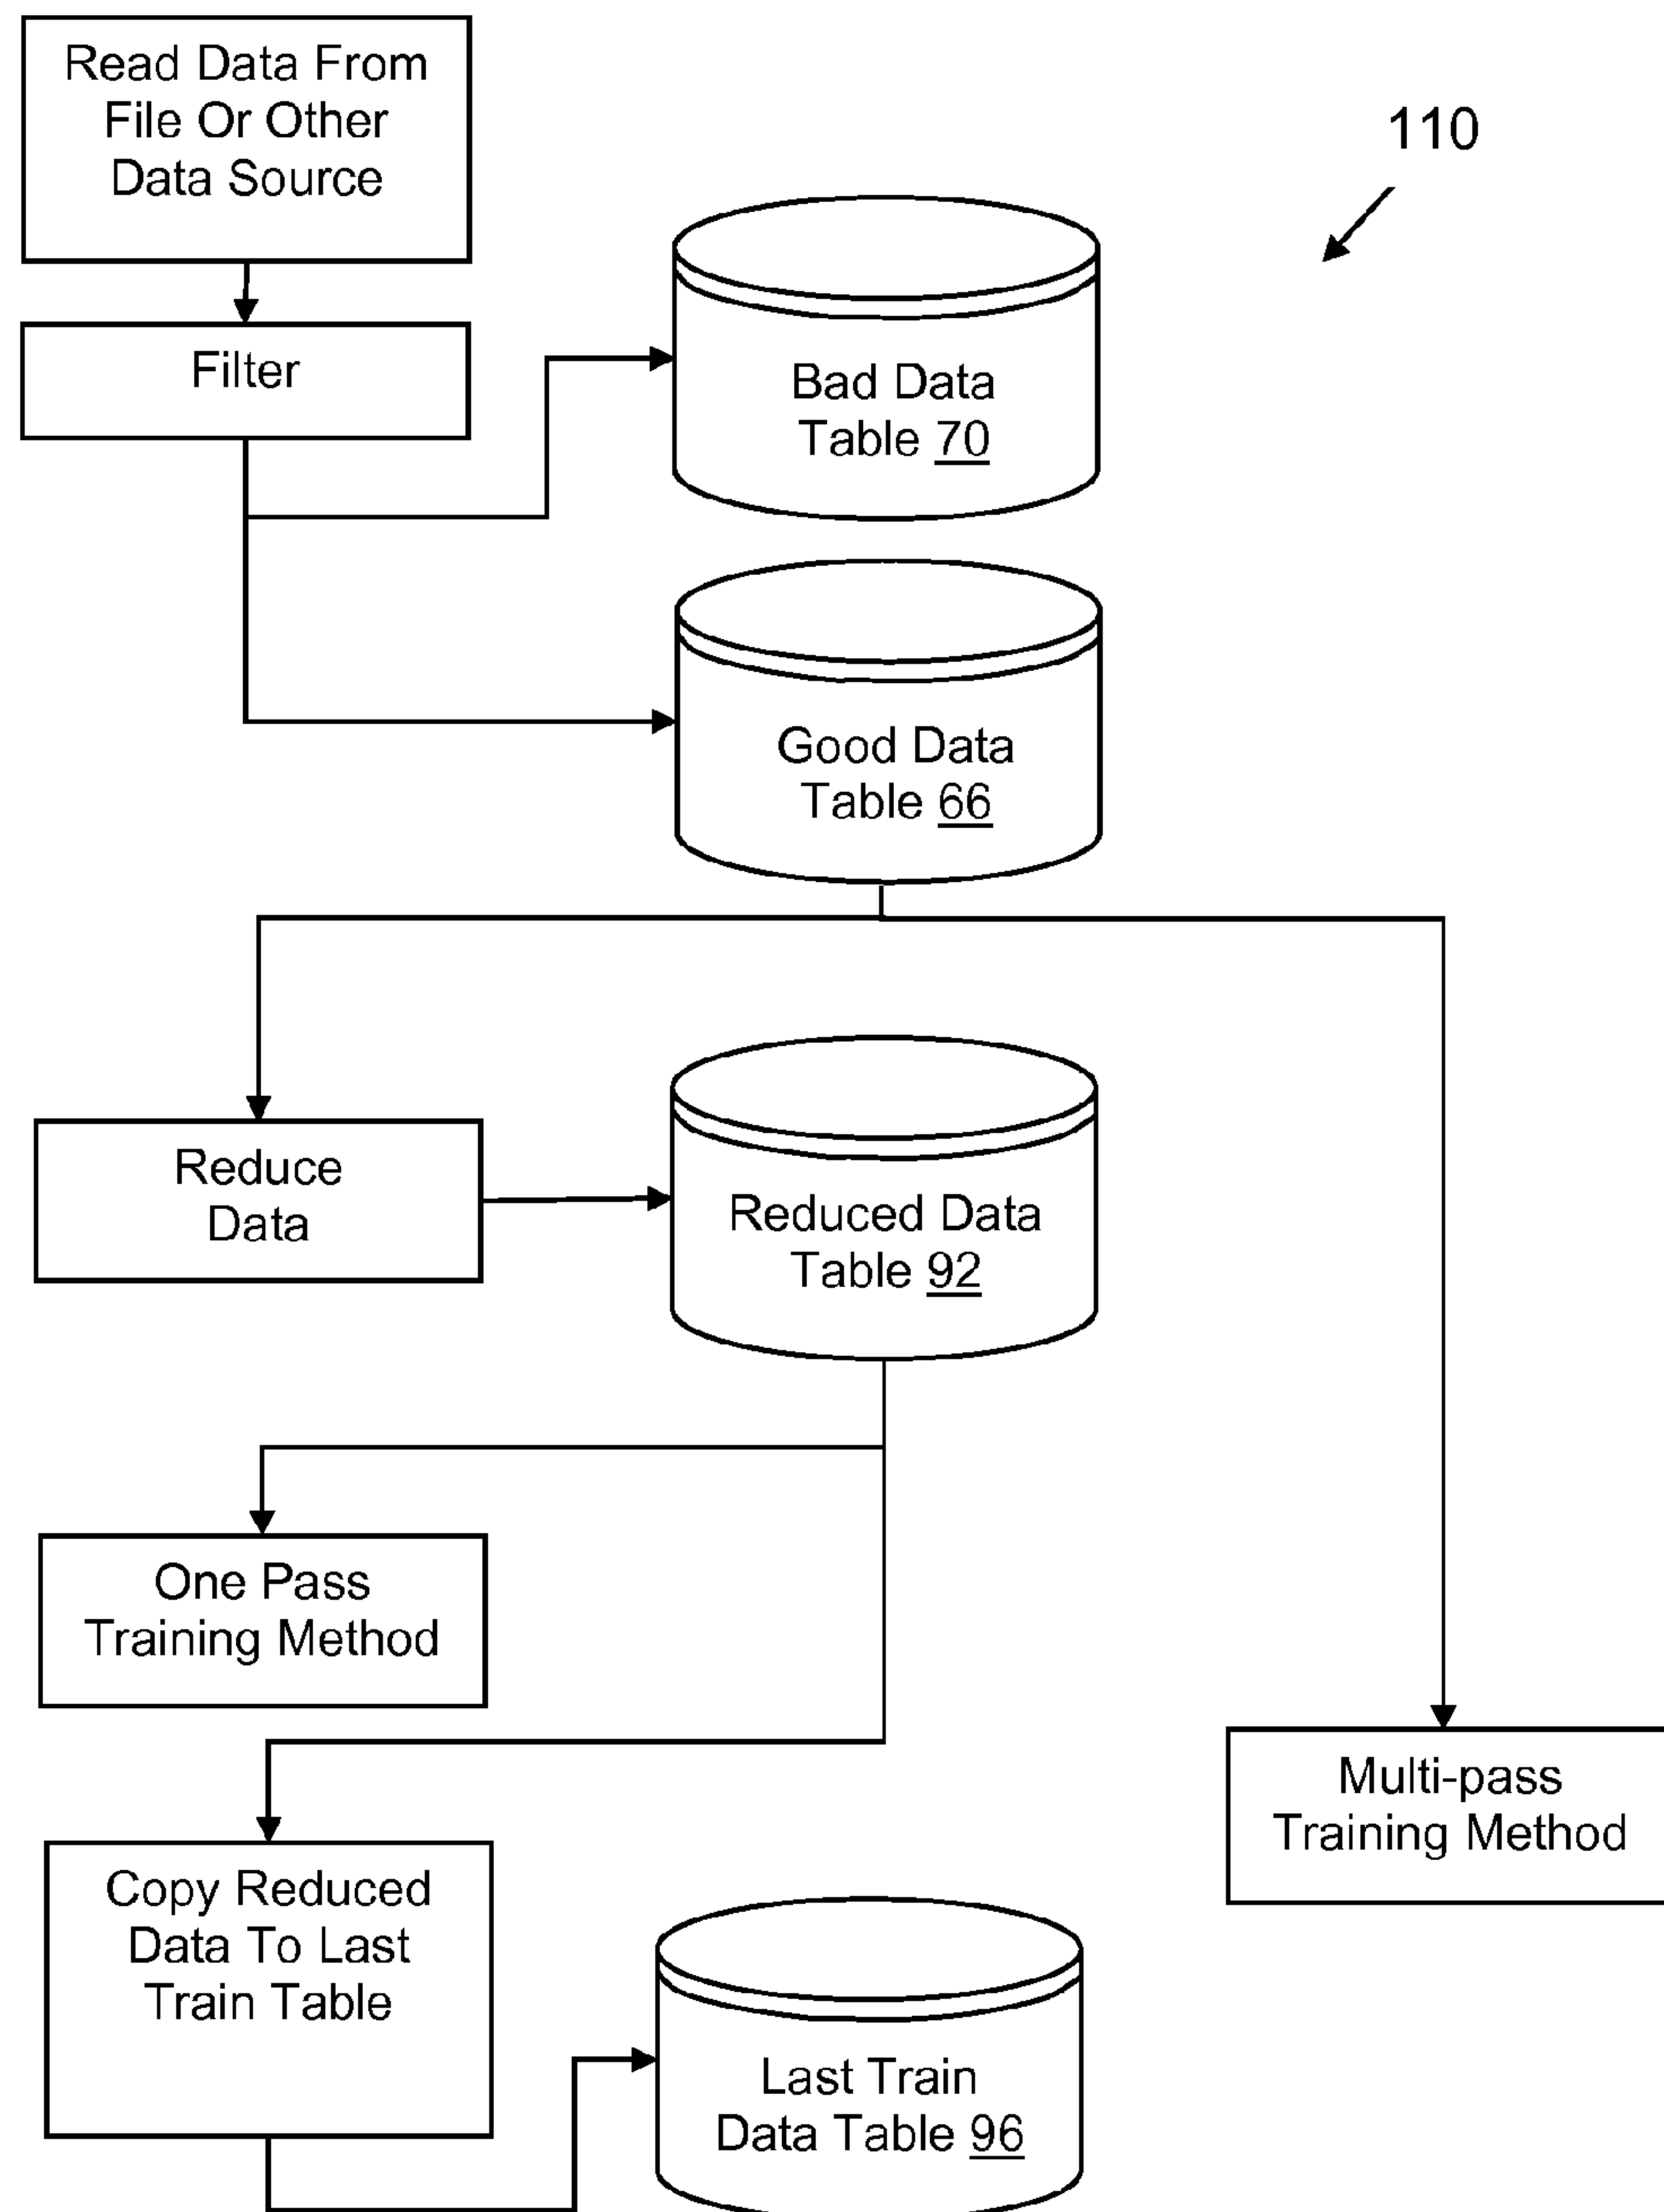 Read Data From
File Or Other
Data Source
110
Filter
Bad Data
Table 70
Good Data
Table 66
Reduce
Data
Reduced Data
Table 92
One Pass
Training Method
Multi-pass
Training Method
Copy Reduced
Data To Last
Train Table
Last Train
Data Table 96